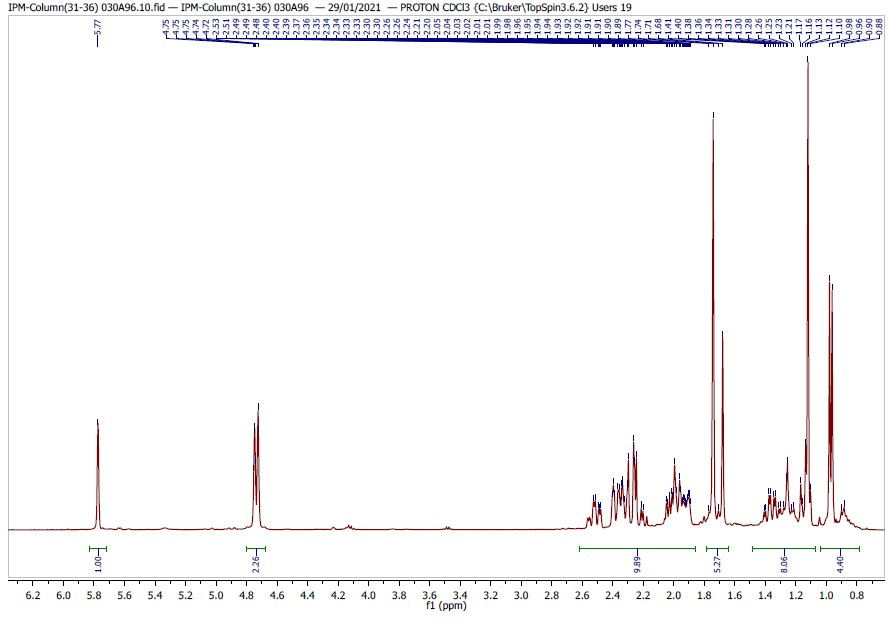 IPM-Column(31-36) 030A96.10.fid — IPM-Column(31-36) 030A96 — 29/01/2021 — PROTON CDCl3 {C:\Bruker\TopSpin3.6.2} Users 19
5.77 4.75 4.75 4.75 4.74 4.72 2.53 2.51 2.49 2.49 2.48 2.40 2.40 2.39 2.37 2.36 2.35 2.34 2.34 2.33 2.33 2.30 2.30 2.26 2.26 2.24 2.21 2.20 2.05 2.04 2.03 2.02 2.01 2.01 1.99 1.98 1.96 1.96 1.95 1.94 1.94 1.93 1.92 1.92 1.91 1.91 1.90 1.89 1.77 1.74 1.71 1.68 1.41 1.40 1.38 1.36 1.34 1.33 1.31 1.30 1.28 1.26 1.25 1.23 1.21 1.17 1.16 1.13 1.12 1.10 0.98 0.96 0.90 0.88
1.00 2.26 9.89 5.27 8.06 4.40
6.2 6.0 5.8 5.6 5.4 5.2 5.0 4.8 4.6 4.4 4.2 4.0 3.8 3.6 3.4 3.2 3.0 2.8 2.6 2.4 2.2 2.0 1.8 1.6 1.4 1.2 1.0 0.8
f1 (ppm)